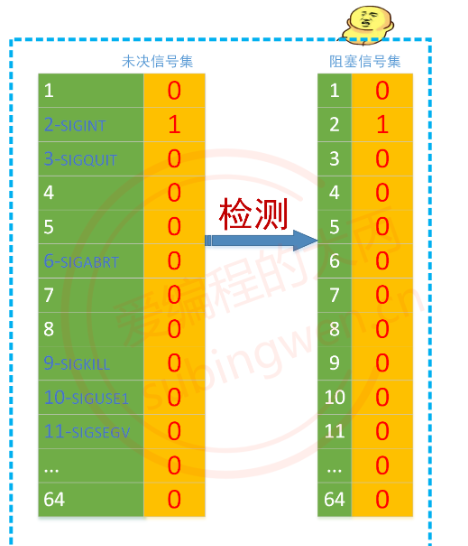 未决信号集 阻塞信号集
1 0 1 0
2-SIGINT 1 2 1
3-SIGQUIT 0 3 0
4 0 4 0
5 0 5 0
检测
6-SIGABRT 0 6 0
7 0 7 0
8 0 8 0
9-SIGKILL 0 9 0
10-SIGUSE1 0 10 0
11-SIGSEGV 0 11 0
... 0 ... 0
64 0 64 0
爱编程的大丙
subingwen.cn